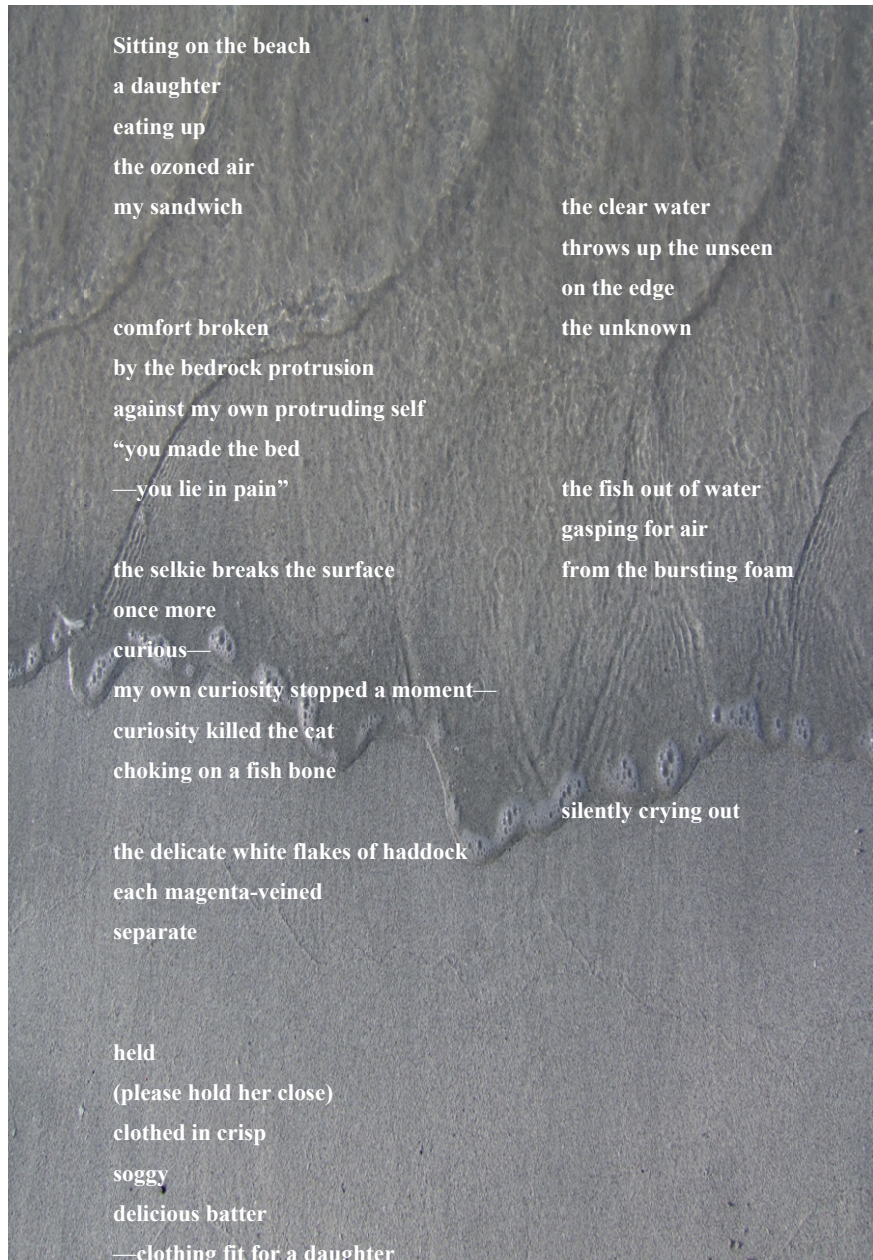 Sitting on the beach
a daughter
eating up
the ozoned air
my sandwich
the clear water
throws up the unseen
on the edge
the unknown
comfort broken
by the bedrock protrusion
against my own protruding self
“you made the bed
—you lie in pain”
the fish out of water
gasping for air
from the bursting foam
the selkie breaks the surface
once more
curious—
my own curiosity stopped a moment—
curiosity killed the cat
choking on a fish bone
silently crying out
the delicate white flakes of haddock
each magenta-veined
separate
held
(please hold her close)
clothed in crisp
soggy
delicious batter
—clothing fit for a daughter